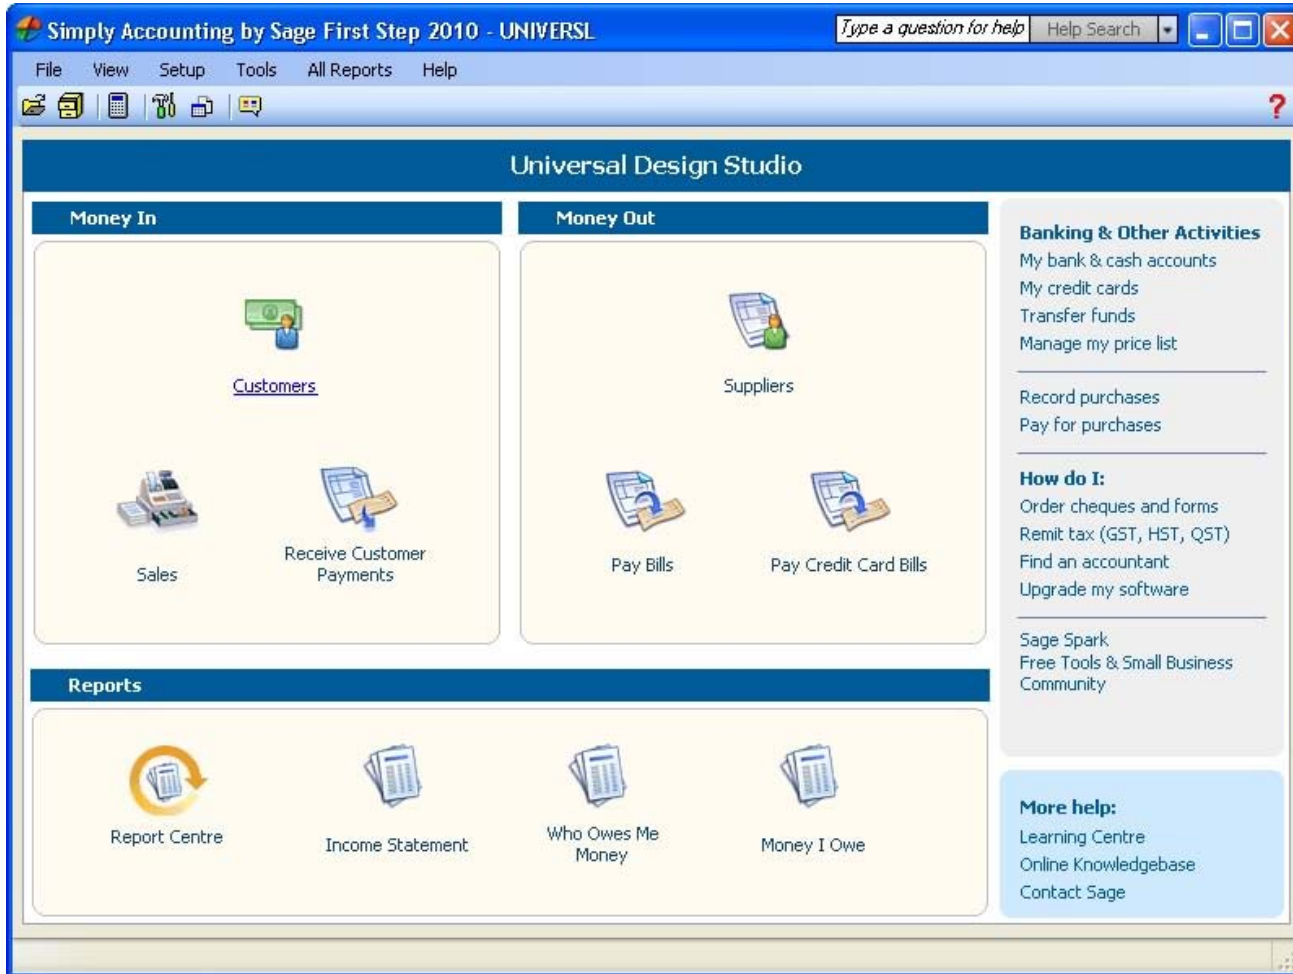 Simply Accounting by Sage First Step 2010 - UNIVERSL
Type a question for help
Help Search
File View Setup Tools All Reports Help
?
Universal Design Studio
Money In
Customers
Sales
Receive Customer
Payments
Money Out
Suppliers
Pay Bills
Pay Credit Card Bills
Reports
Report Centre
Income Statement
Who Owes Me
Money
Money I Owe
Banking & Other Activities
My bank & cash accounts
My credit cards
Transfer funds
Manage my price list
Record purchases
Pay for purchases
How do I:
Order cheques and forms
Remit tax (GST, HST, QST)
Find an accountant
Upgrade my software
Sage Spark
Free Tools & Small Business
Community
More help:
Learning Centre
Online Knowledgebase
Contact Sage